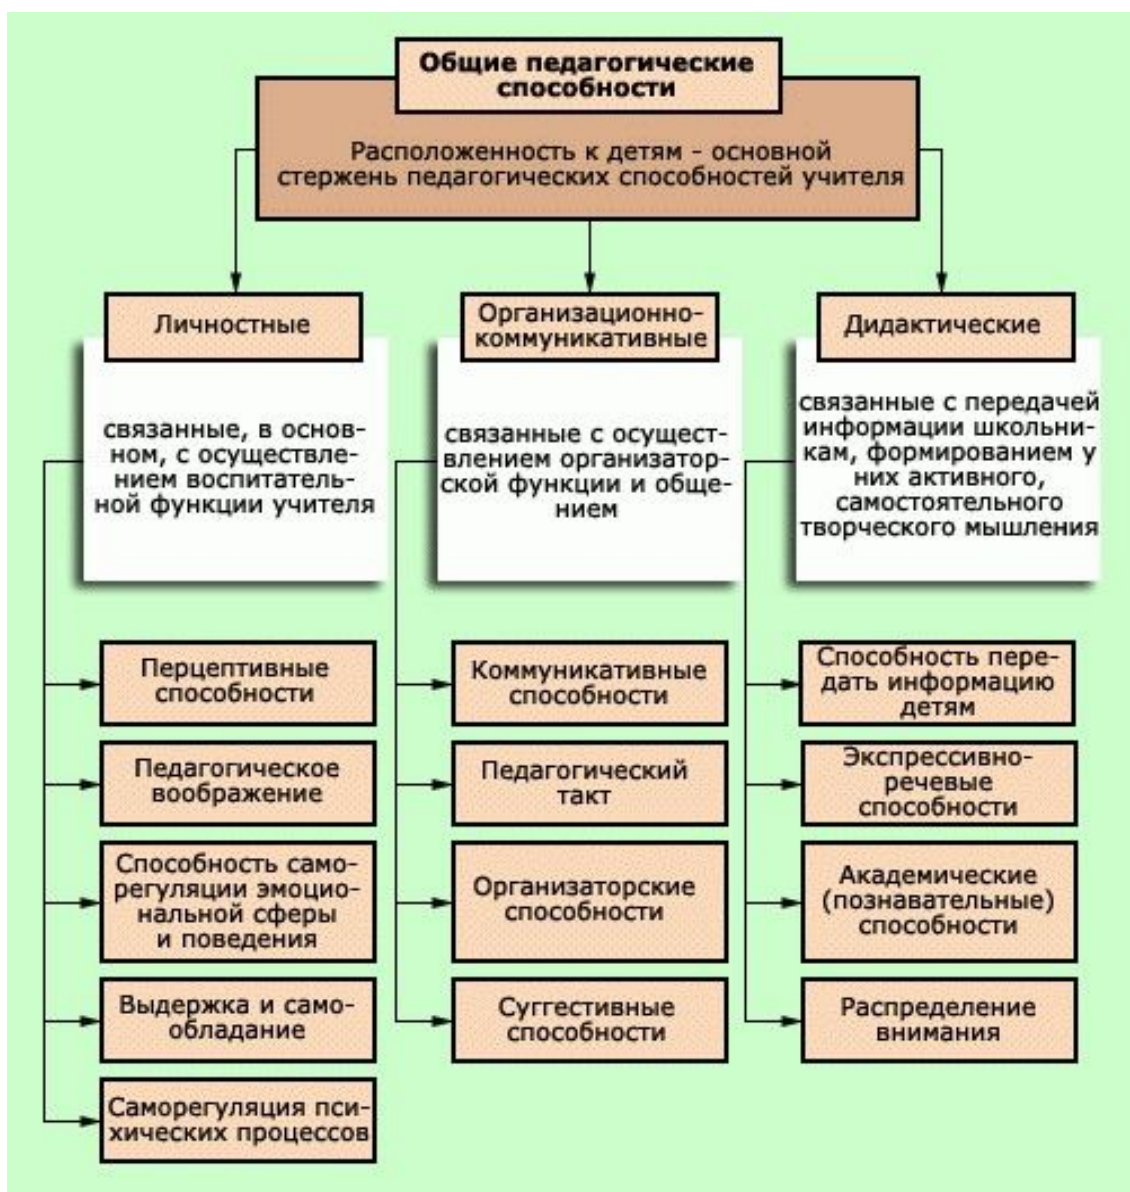 Общие педагогические
способности
Расположенность к детям - основной
стержень педагогических способностей учителя
Личностные
связанные, в основ-
ном, с осуществле-
нием воспитатель-
ной функции учителя
Перцептивные
способности
Педагогическое
воображение
Способность само-
регуляции эмоцио-
нальной сферы
и поведения
Выдержка и само-
обладание
Саморегуляция пси-
хических процессов
Организационно-
коммуникативные
связанные с осущест-
влением организатор-
ской функции и обще-
нием
Коммуникативные
способности
Педагогический
такт
Организаторские
способности
Суггестивные
способности
Дидактические
связанные с передачей
информации школьни-
кам, формированием у
них активного,
самостоятельного
творческого мышления
Способность пере-
дать информацию
детям
Экспрессивно-
речевые
способности
Академические
(познавательные)
способности
Распределение
внимания